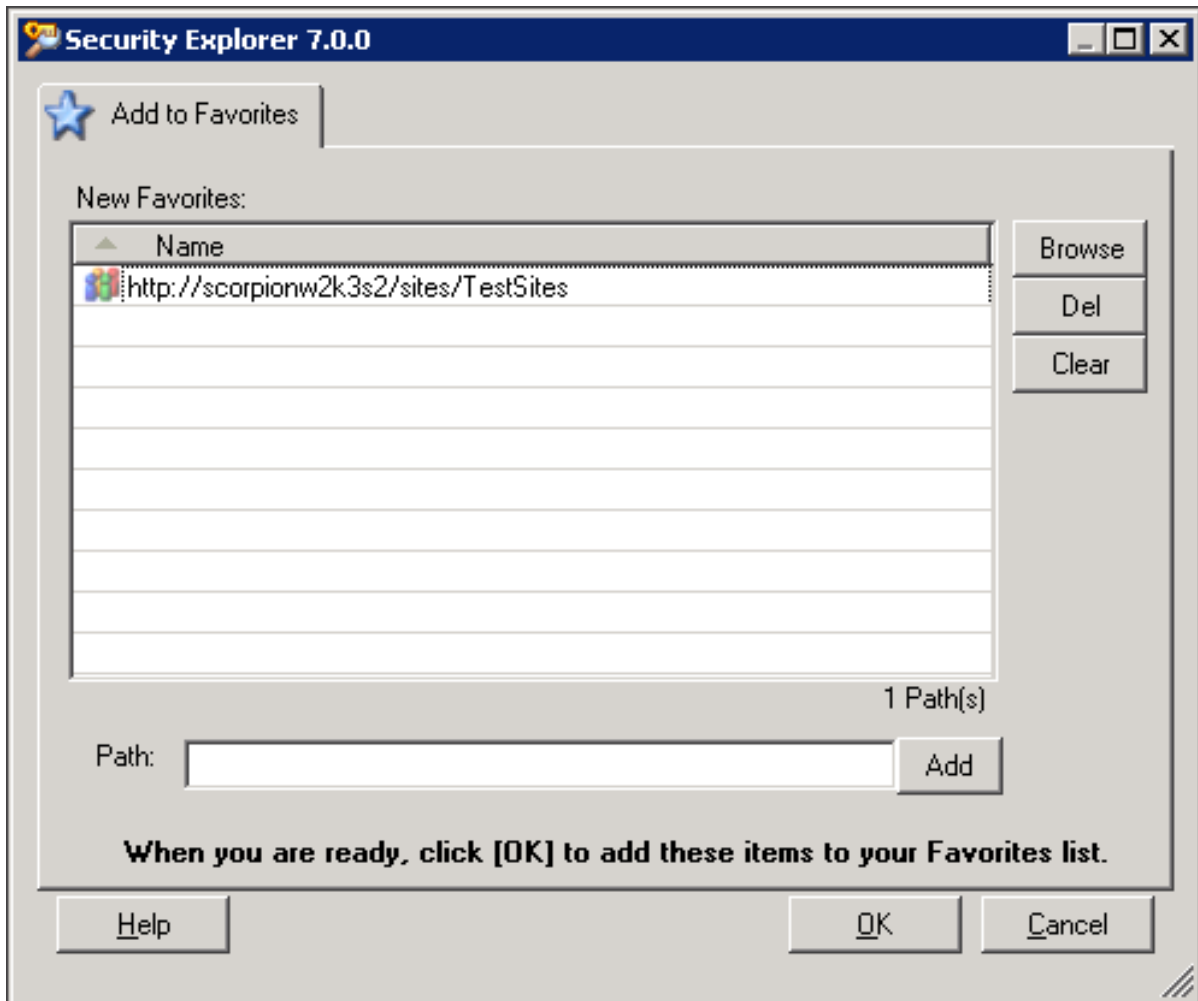 Security Explorer 7.0.0
Add to Favorites
New Favorites:
Name
Browse
http://scorpionw2k3s2/sites/TestSites
Del
Clear
1 Path(s)
Path:
Add
When you are ready, click [OK] to add these items to your Favorites list.
Help
OK
Cancel